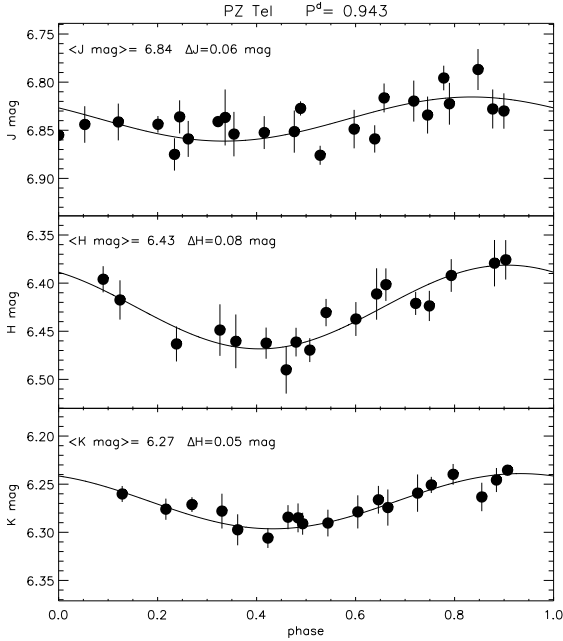 PZ Tel P^d= 0.943
6.75
<J mag>= 6.84 ΔJ=0.06 mag
6.80
J mag
6.85
6.90
6.35
<H mag>= 6.43 ΔH=0.08 mag
6.40
H mag
6.45
6.50
6.20
<K mag>= 6.27 ΔH=0.05 mag
6.25
K mag
6.30
6.35
0.0 0.2 0.4 0.6 0.8 1.0
phase